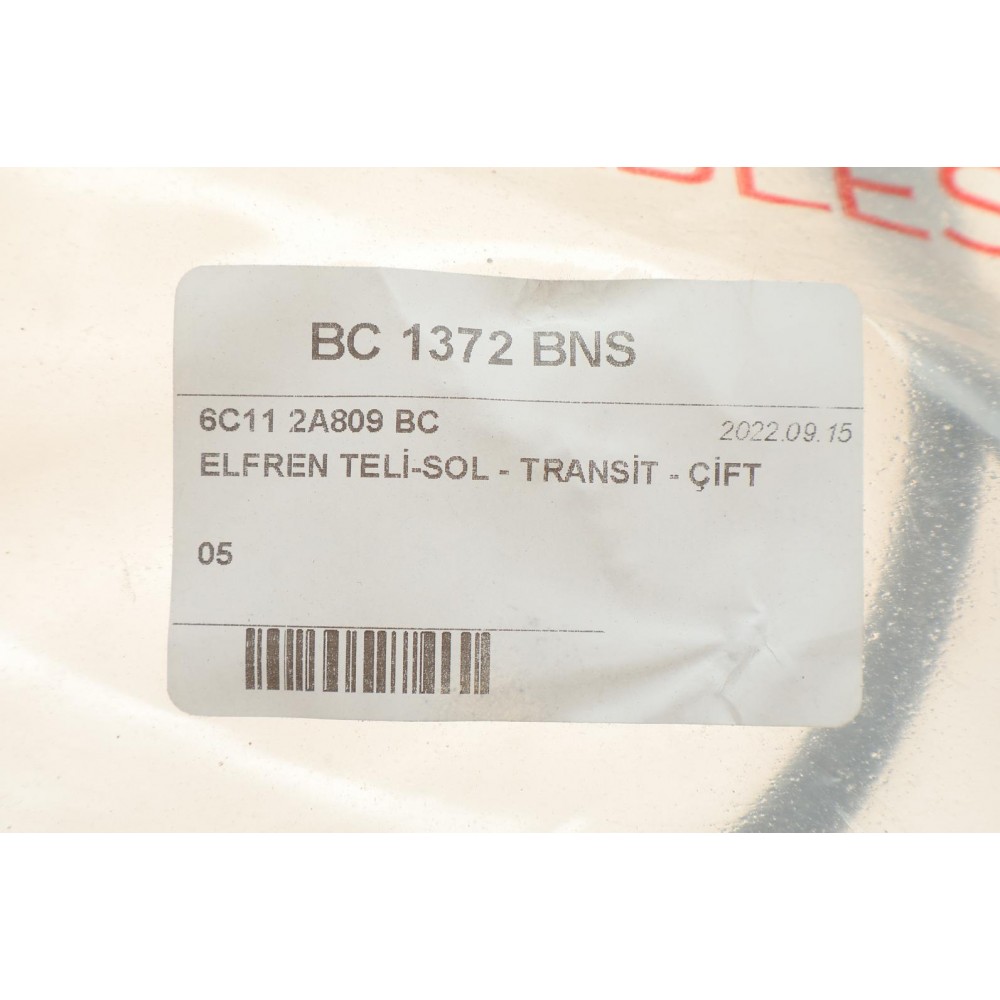 BC 1372 BNS
6C11 2A809 BC
2022.09.15
ELFREN TELİ-SOL - TRANSİT - ÇİFT
05